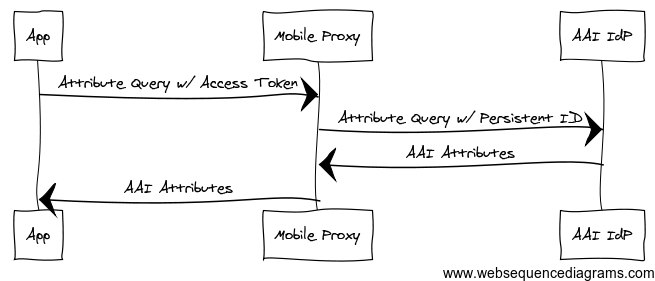 App
Mobile Proxy
AAI IdP
Attribute Query w/ Access Token
Attribute Query w/ Persistent ID
AAI Attributes
AAI Attributes
App
Mobile Proxy
AAI IdP
www.websequencediagrams.com